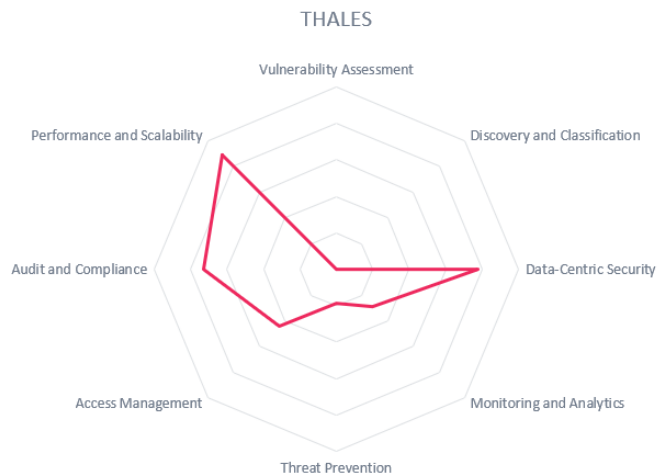 THALES
Vulnerability Assessment
Performance and Scalability
Discovery and Classification
Audit and Compliance
Data-Centric Security
Access Management
Monitoring and Analytics
Threat Prevention